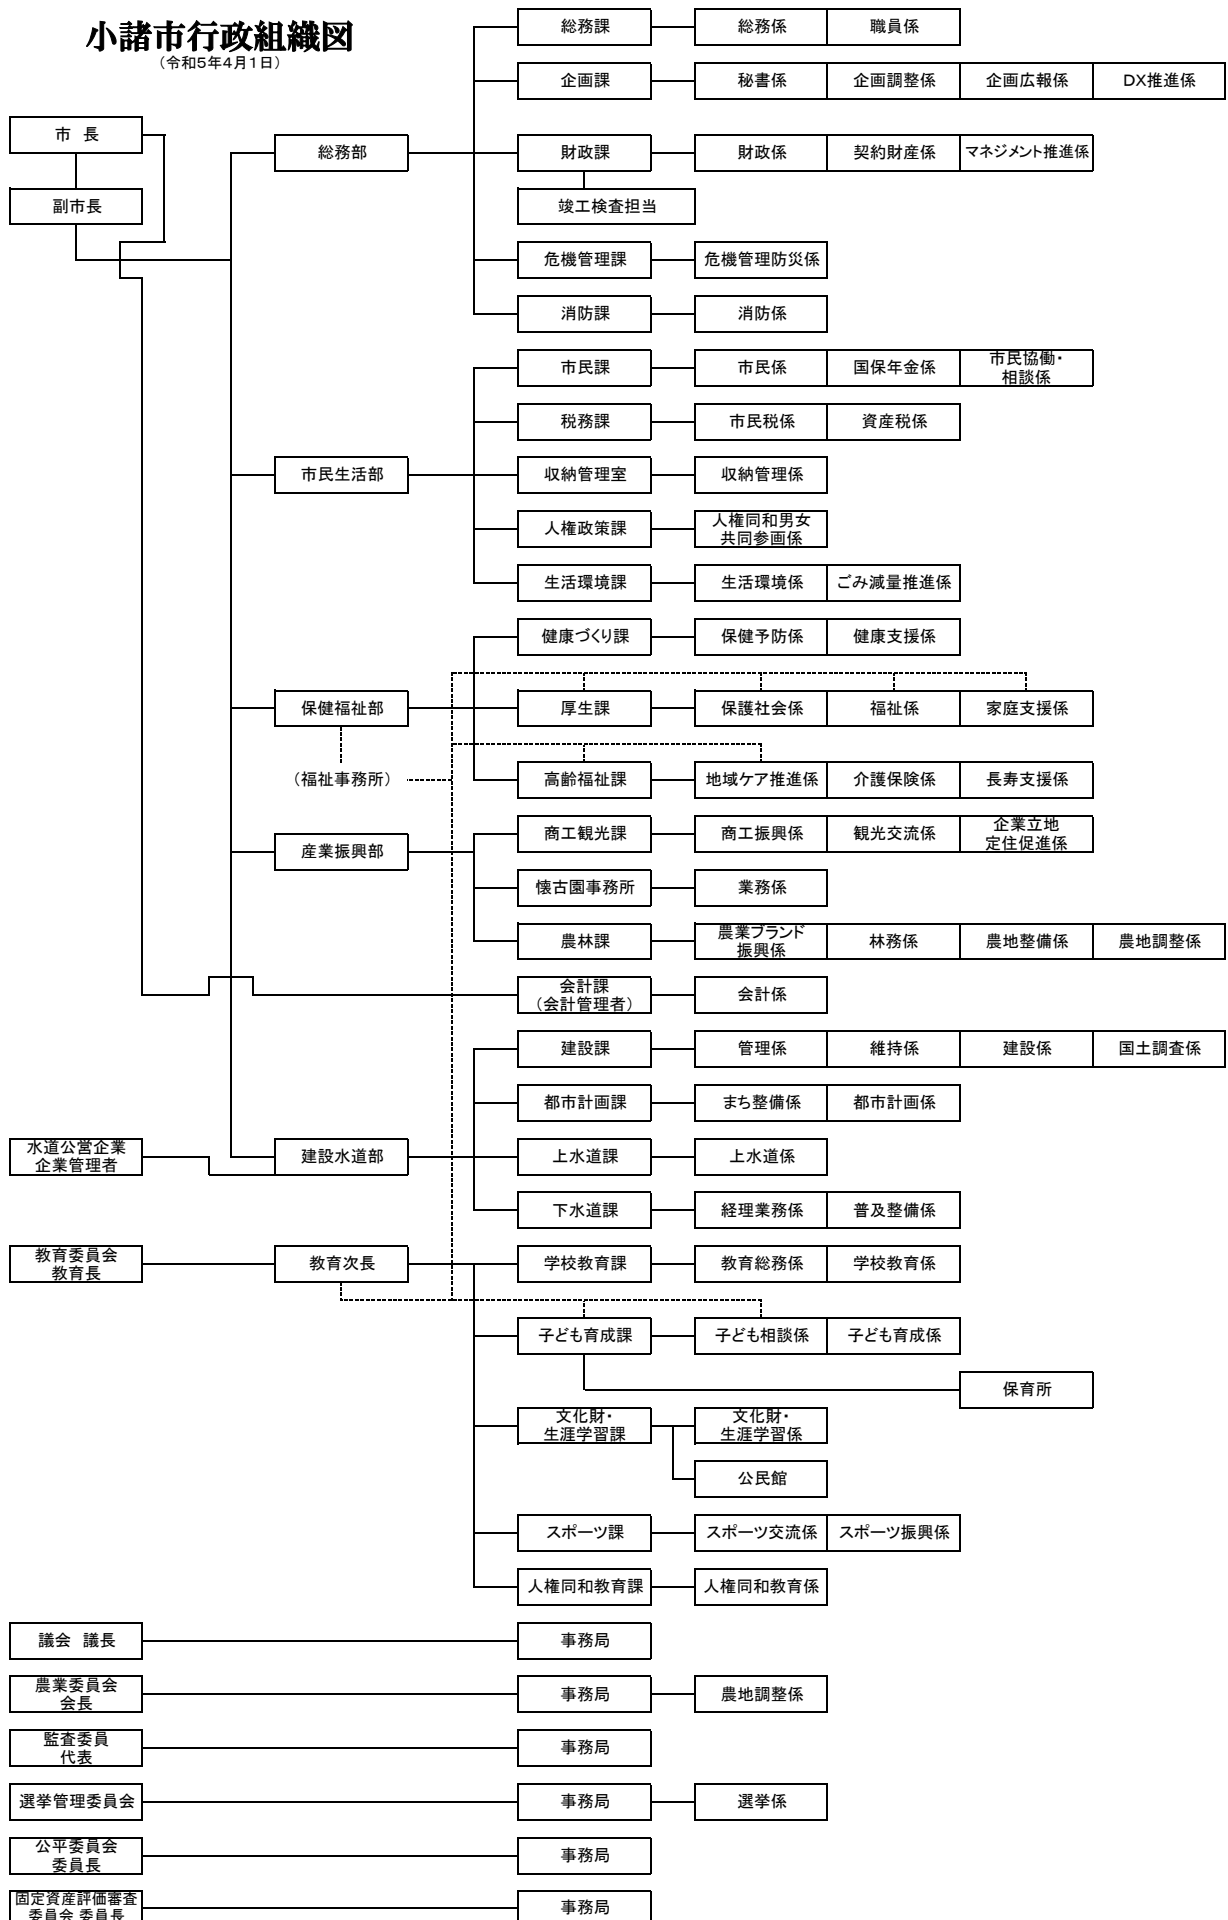 小諸市行政組織図
（令和5年4月1日）
総務課 総務係 職員係
企画課 秘書係 企画調整係 企画広報係 DX推進係
市 長
総務部 財政課 財政係 契約財産係 マネジメント推進係
副市長 竣工検査担当
危機管理課 危機管理防災係
消防課 消防係
市民課 市民係 国保年金係 市民協働・
相談係
税務課 市民税係 資産税係
市民生活部 収納管理室 収納管理係
人権政策課 人権同和男女
共同参画係
生活環境課 生活環境係 ごみ減量推進係
健康づくり課 保健予防係 健康支援係
保健福祉部 厚生課 保護社会係 福祉係 家庭支援係
（福祉事務所） 高齢福祉課 地域ケア推進係 介護保険係 長寿支援係
産業振興部 商工観光課 商工振興係 観光交流係 企業立地
定住促進係
懐古園事務所 業務係
農林課 農業ブランド
振興係 林務係 農地整備係 農地調整係
会計課
（会計管理者） 会計係
建設課 管理係 維持係 建設係 国土調査係
都市計画課 まち整備係 都市計画係
水道公営企業
企業管理者 建設水道部 上水道課 上水道係
下水道課 経理業務係 普及整備係
教育委員会
教育長 教育次長 学校教育課 教育総務係 学校教育係
子ども育成課 子ども相談係 子ども育成係
保育所
文化財・
生涯学習課 文化財・
生涯学習係
公民館
スポーツ課 スポーツ交流係 スポーツ振興係
人権同和教育課 人権同和教育係
議会 議長 事務局
農業委員会
会長 事務局 農地調整係
監査委員
代表 事務局
選挙管理委員会 事務局 選挙係
公平委員会
委員長 事務局
固定資産評価審査
委員会 委員長 事務局